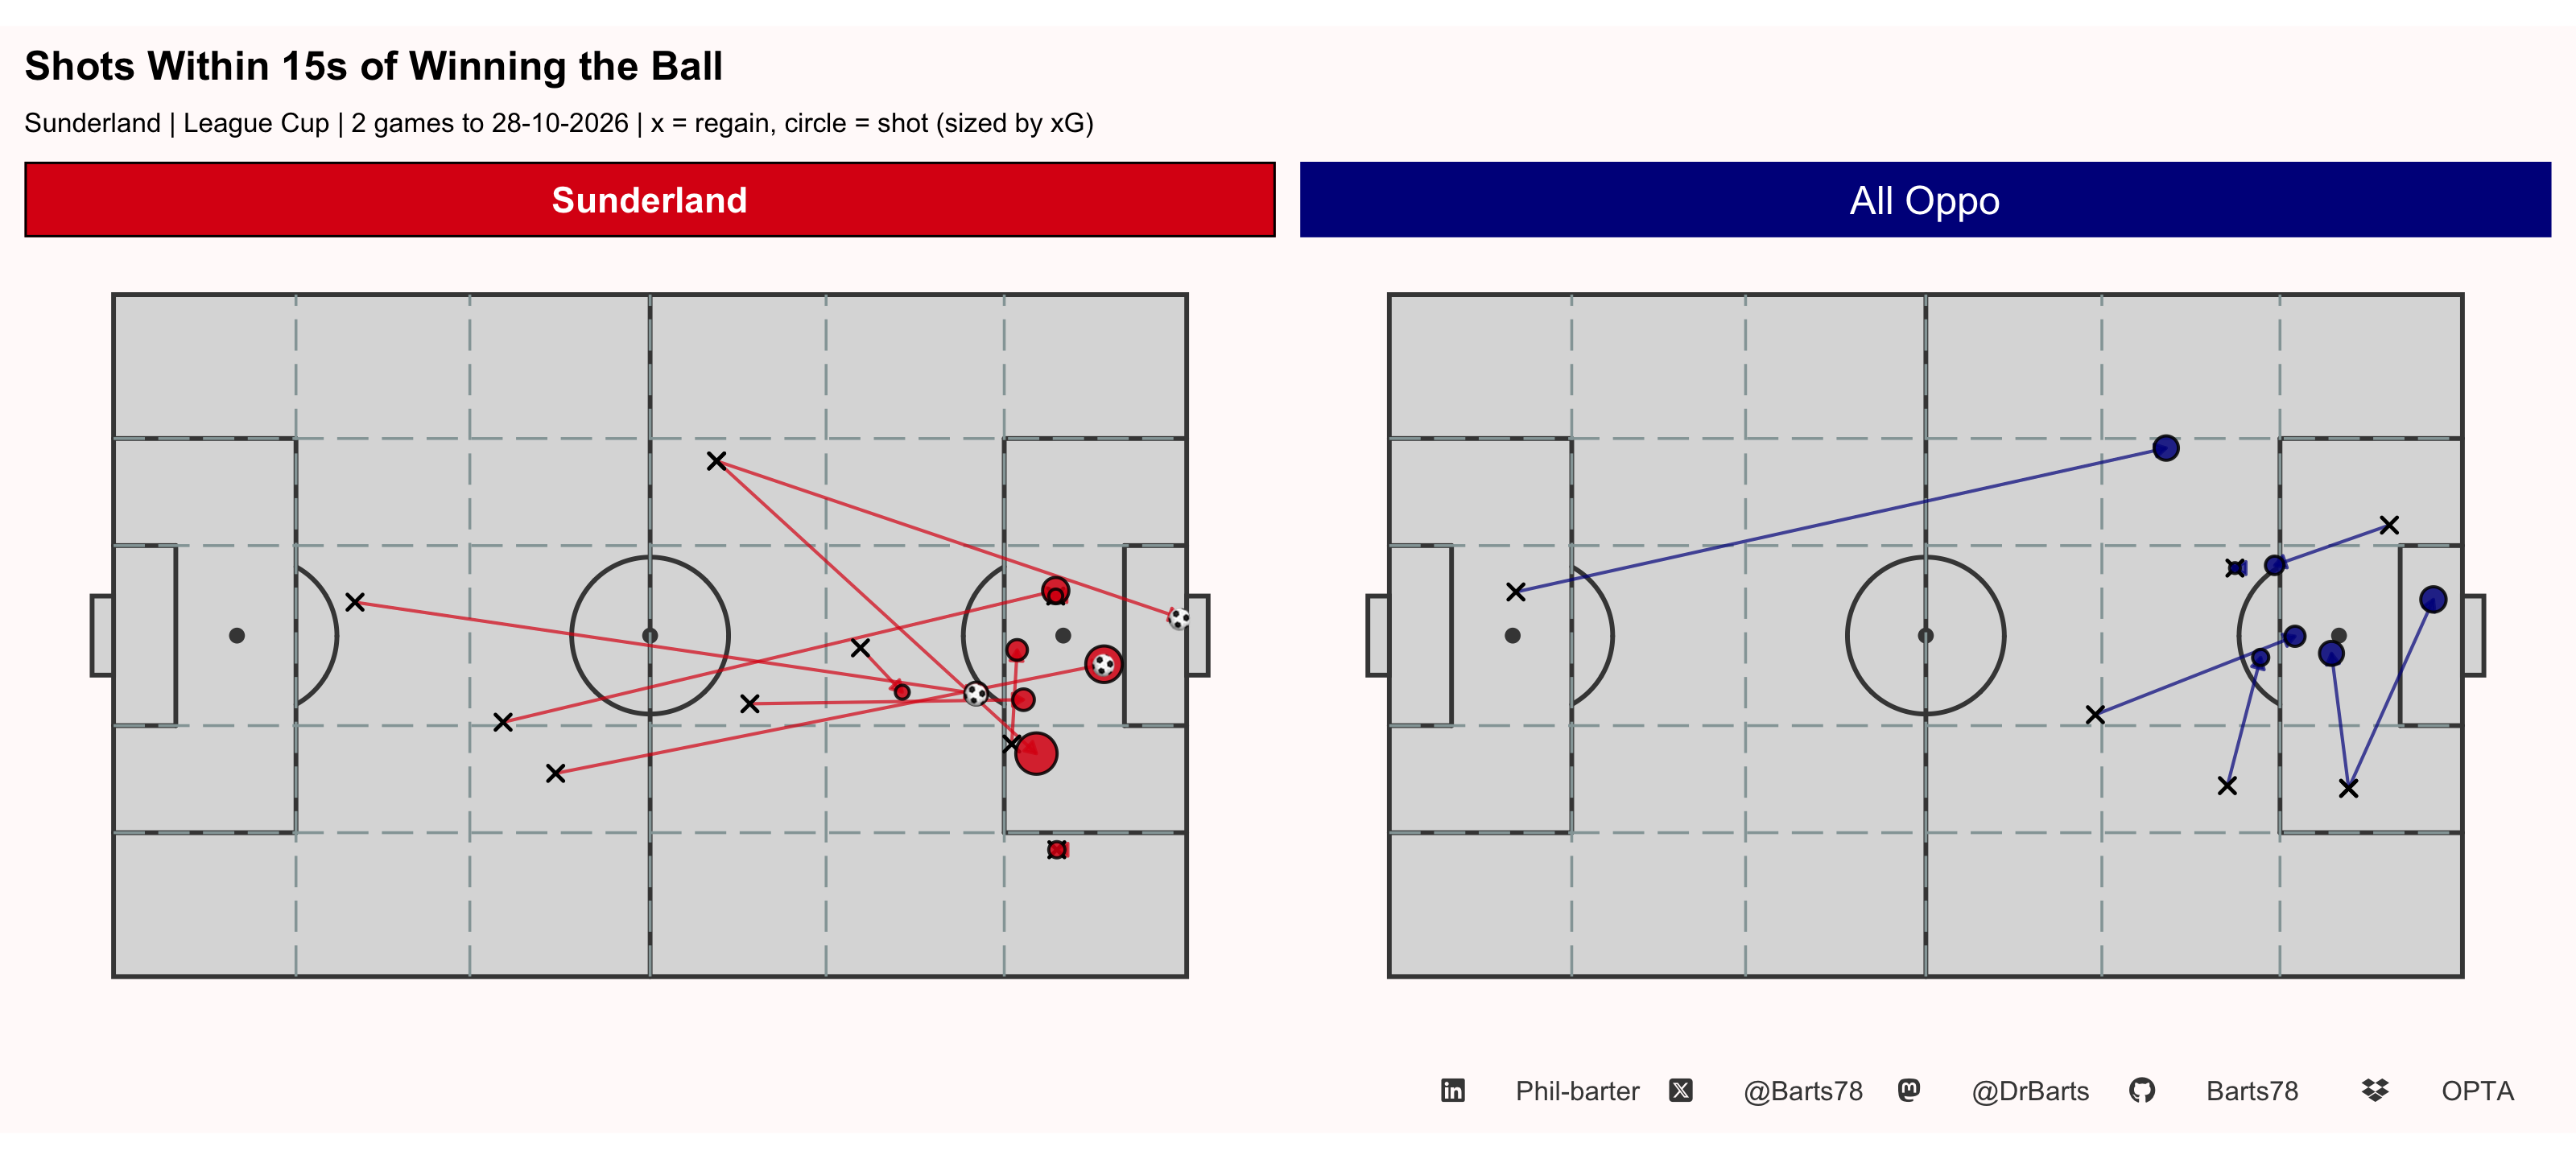 Shots Within 15s of Winning the Ball
Sunderland | League Cup | 2 games to 28-10-2026 | x = regain, circle = shot (sized by xG)
Sunderland
All Oppo
Phil-barter @Barts78 @DrBarts Barts78 OPTA